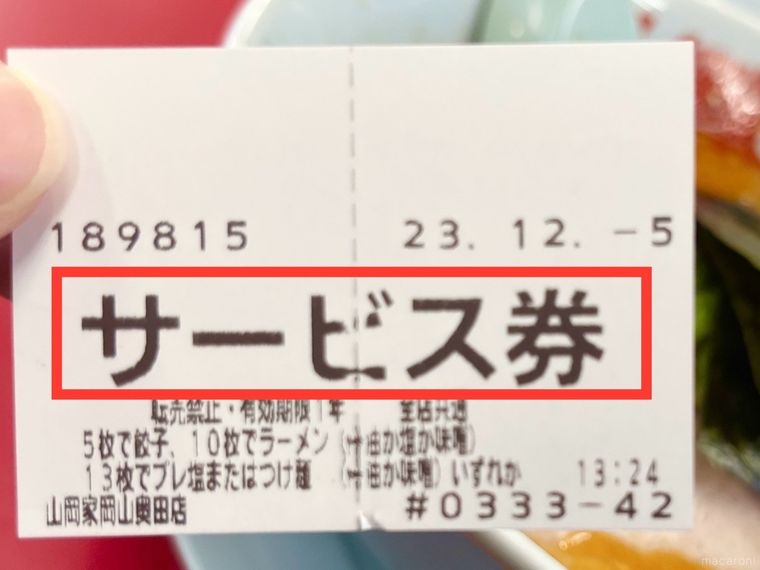 189815 23.12.-5
サービス券
転売禁止・有効期限1年 全店共通
5枚で餃子、10枚でラーメン(醤油か塩か味噌)
13枚でプレ塩またはつけ麺(醤油か味噌)いずれか 13:24
山岡家岡山奥田店 #0333-42
macaroni